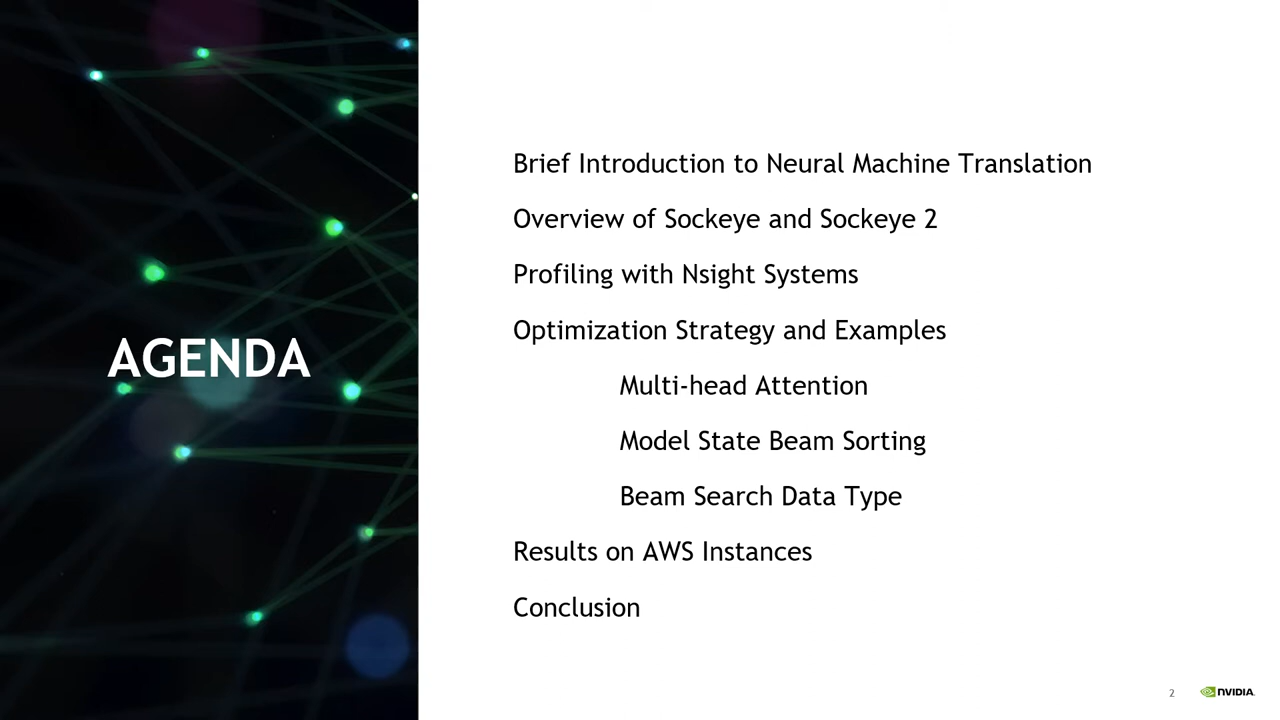 AGENDA
Brief Introduction to Neural Machine Translation
Overview of Sockeye and Sockeye 2
Profiling with Nsight Systems
Optimization Strategy and Examples
Multi-head Attention
Model State Beam Sorting
Beam Search Data Type
Results on AWS Instances
Conclusion
2
NVIDIA.